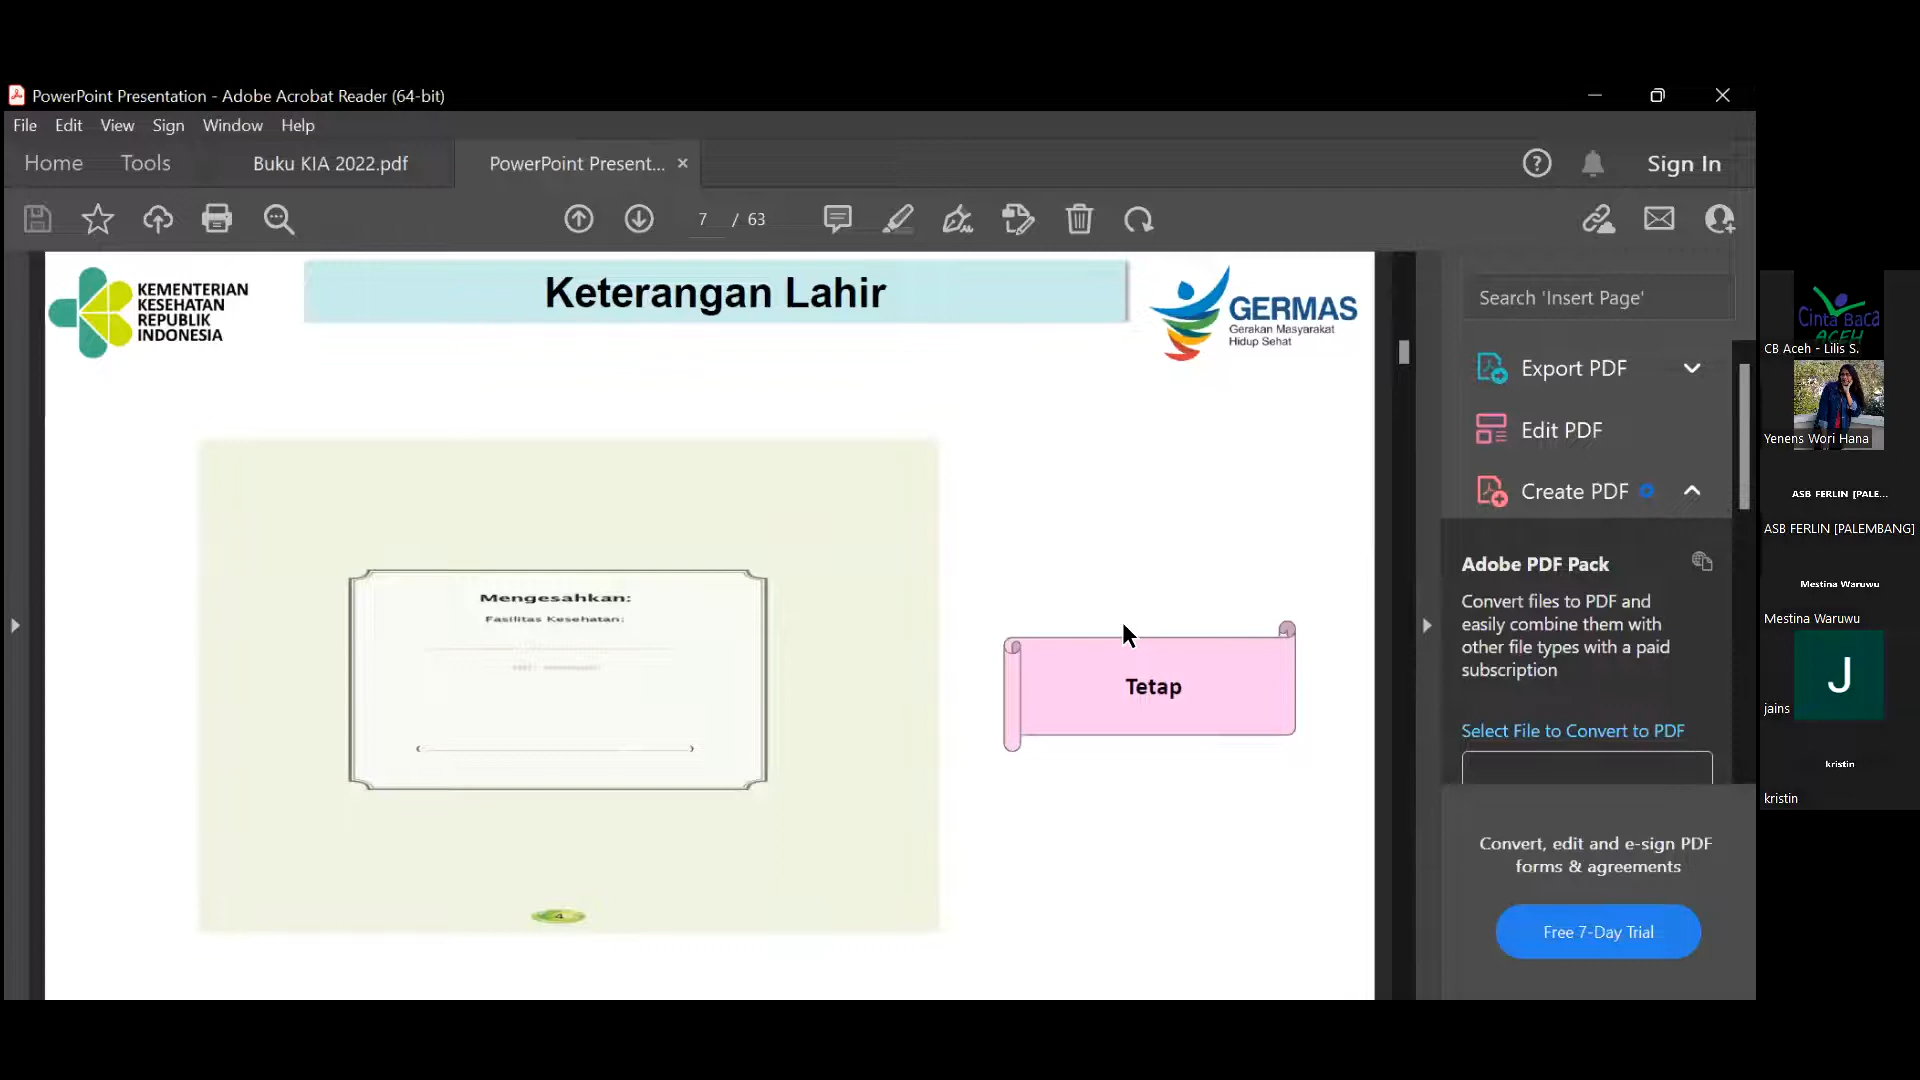 PowerPoint Presentation - Adobe Acrobat Reader (64-bit)
File Edit View Sign Window Help
Home Tools Buku KIA 2022.pdf PowerPoint Present... Sign In
7 / 63
KEMENTERIAN
KESEHATAN
REPUBLIK
INDONESIA
Keterangan Lahir
GERMAS
Gerakan Masyarakat
Hidup Sehat
Mengesahkan:
Fasilitas Kesehatan:
4
Tetap
Search 'Insert Page'
Export PDF
Edit PDF
Create PDF
Adobe PDF Pack
Convert files to PDF and
easily combine them with
other file types with a paid
subscription
Select File to Convert to PDF
Convert, edit and e-sign PDF
forms & agreements
Free 7-Day Trial
Cinta Baca
ACEH
CB Aceh - Lilis S.
Yenens Wori Hana
ASB FERLIN [PALE...
ASB FERLIN [PALEMBANG]
Mestina Waruwu
Mestina Waruwu
J
jains
kristin
kristin